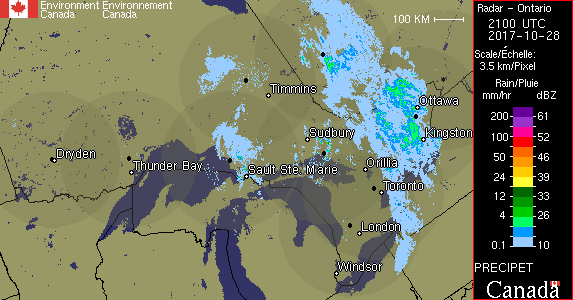 Environment Environnement
Canada Canada
100 KM
Timmins
Ottawa
Kingston
Sudbury
Dryden
Thunder Bay
Sault Ste. Marie
Orillia
Toronto
London
Windsor
Radar - Ontario
2100 UTC
2017-10-28
Scale/Échelle:
3.5 km/Pixel
Rain/Pluie
mm/hr dBZ
200 61
100 52
50 46
24 39
12 33
4 26
0.1 10
PRECIPET
Canada